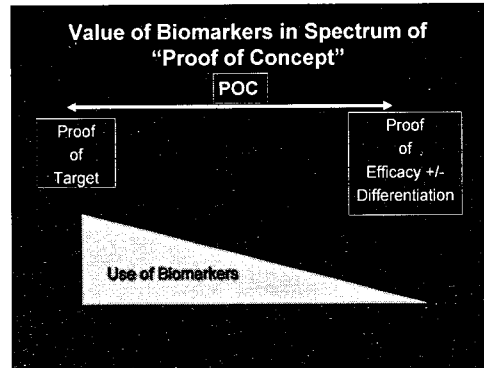 Value of Biomarkers in Spectrum of
"Proof of Concept"
POC
Proof
of
Target
Proof
of
Efficacy +/-
Differentiation
Use of Biomarkers